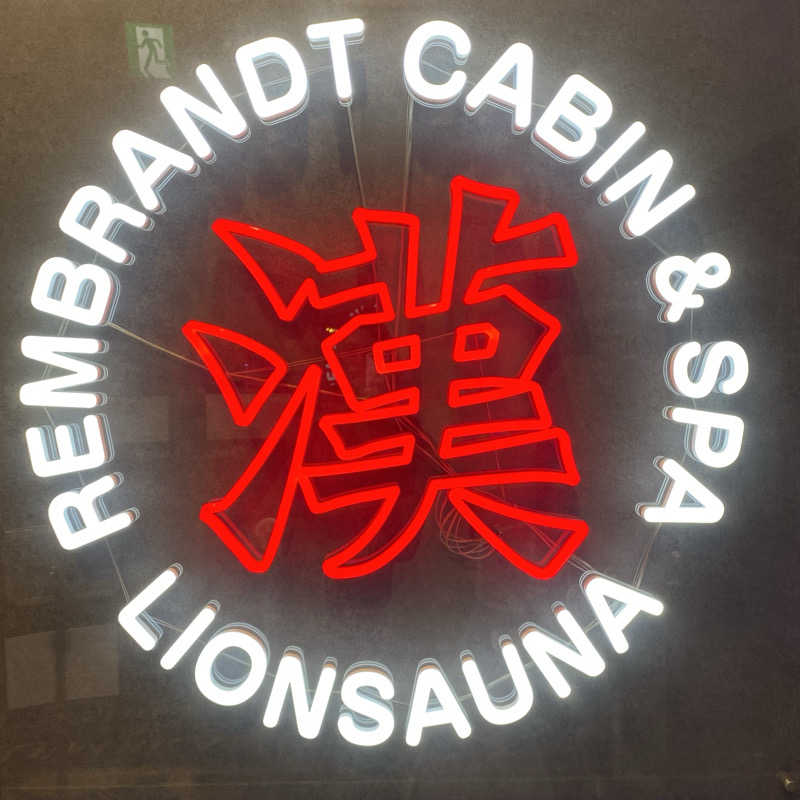 REMBRANDT CABIN & SPA
漢
LIONSAUNA